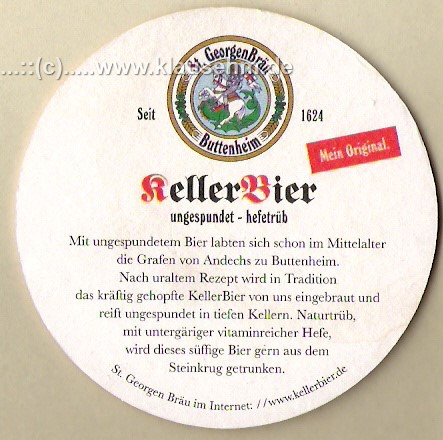 ...::(c).....www.klaesehm.de
St. GeorgenBräu
Buttenheim
Seit 1624
Mein Original.
KellerBier
ungespundet - hefetrüb
Mit ungespundetem Bier labten sich schon im Mittelalter
die Grafen von Andechs zu Buttenheim.
Nach uraltem Rezept wird in Tradition
das kräftig gehopfte KellerBier von uns eingebraut und
reift ungespundet in tiefen Kellern. Naturtrüb,
mit untergäriger vitaminreicher Hefe,
wird dieses süffige Bier gern aus dem
Steinkrug getrunken.
St. Georgen Bräu im Internet: //www.kellerbier.de